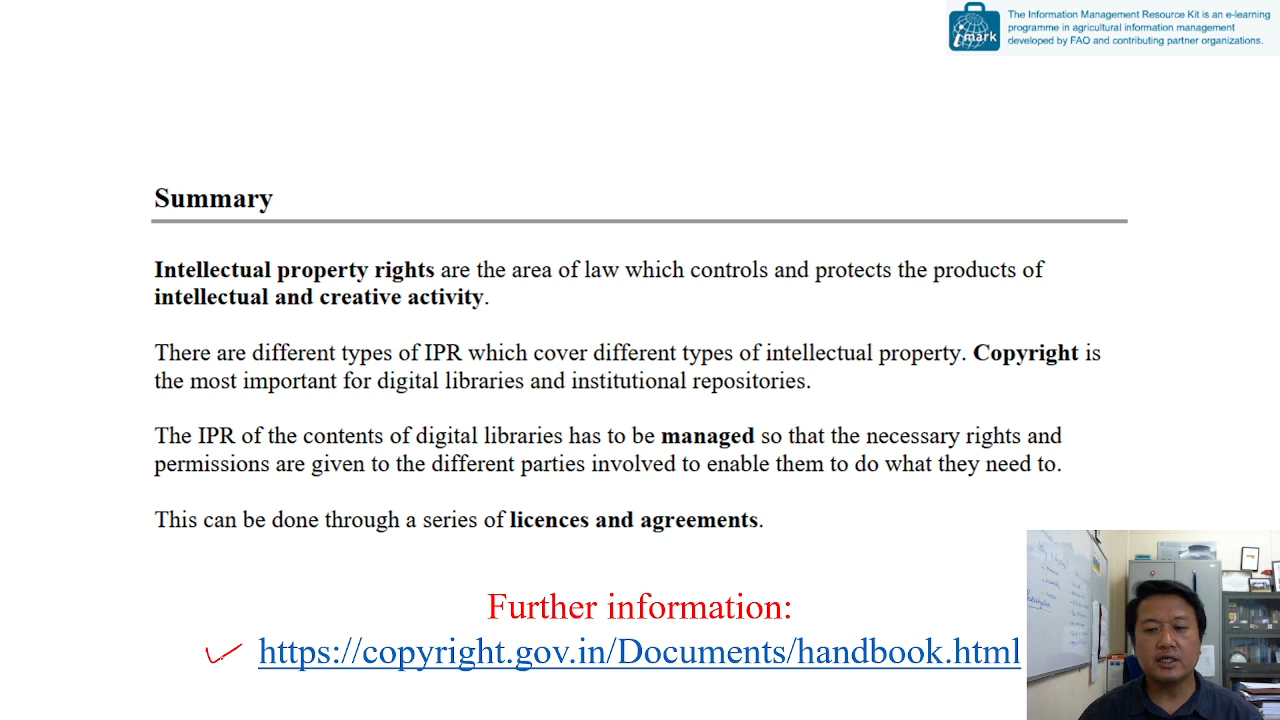 The Information Management Resource Kit is an e-learning
programme in agricultural information management
developed by FAO and contributing partner organizations.
imark
Summary
Intellectual property rights are the area of law which controls and protects the products of
intellectual and creative activity.
There are different types of IPR which cover different types of intellectual property. Copyright is
the most important for digital libraries and institutional repositories.
The IPR of the contents of digital libraries has to be managed so that the necessary rights and
permissions are given to the different parties involved to enable them to do what they need to.
This can be done through a series of licences and agreements.
Further information:
https://copyright.gov.in/Documents/handbook.html